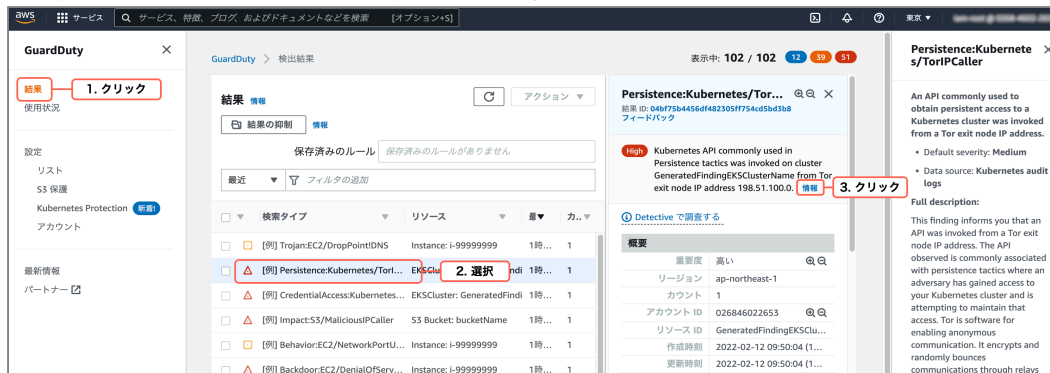 aws サービス サービス、特徴、ブログ、およびドキュメントなどを検索 [オプション+S] 東京 ▼
GuardDuty ×
結果
1. クリック
使用状況
設定
リスト
S3 保護
Kubernetes Protection 新着!
アカウント
最新情報
パートナー
GuardDuty > 検出結果
表示中: 102 / 102 12 39 51
結果 情報
アクション ▼
結果の抑制 情報
保存済みのルール 保存済みのルールがありません
最近 ▼ フィルタの追加
検索タイプ ▼ リソース ▼ 最▼ カ..▼
[例] Trojan:EC2/DropPoint!DNS Instance: i-99999999 1時... 1
[例] Persistence:Kubernetes/TorI... 2. 選択 1時... 1
[例] CredentialAccess:Kubernetes... EKSCluster: GeneratedFindi 1時... 1
[例] Impact:S3/MaliciousIPCaller S3 Bucket: bucketName 1時... 1
[例] Behavior:EC2/NetworkPortU... Instance: i-99999999 1時... 1
[例] Backdoor:EC2/DenialOfServ... Instance: i-99999999 1時... 1
Persistence:Kubernetes/Tor... ×
結果 ID: 04bf75b4456df482305ff754cd5bd3b8
フィードバック
High Kubernetes API commonly used in
Persistence tactics was invoked on cluster
GeneratedFindingEKSClusterName from Tor
exit node IP address 198.51.100.0. 情報
3. クリック
Detective で調査する
概要
重要度 高い
リージョン ap-northeast-1
カウント 1
アカウント ID 026846022653
リソース ID GeneratedFindingEKSClu...
作成時刻 2022-02-12 09:50:04 (1...
更新時刻 2022-02-12 09:50:04 (1...
Persistence:Kubernete ×
s/TorIPCaller
An API commonly used to
obtain persistent access to a
Kubernetes cluster was invoked
from a Tor exit node IP address.
• Default severity: Medium
• Data source: Kubernetes audit
logs
Full description:
This finding informs you that an
API was invoked from a Tor exit
node IP address. The API
observed is commonly associated
with persistence tactics where an
adversary has gained access to
your Kubernetes cluster and is
attempting to maintain that
access. Tor is software for
enabling anonymous
communication. It encrypts and
randomly bounces
communications through relays